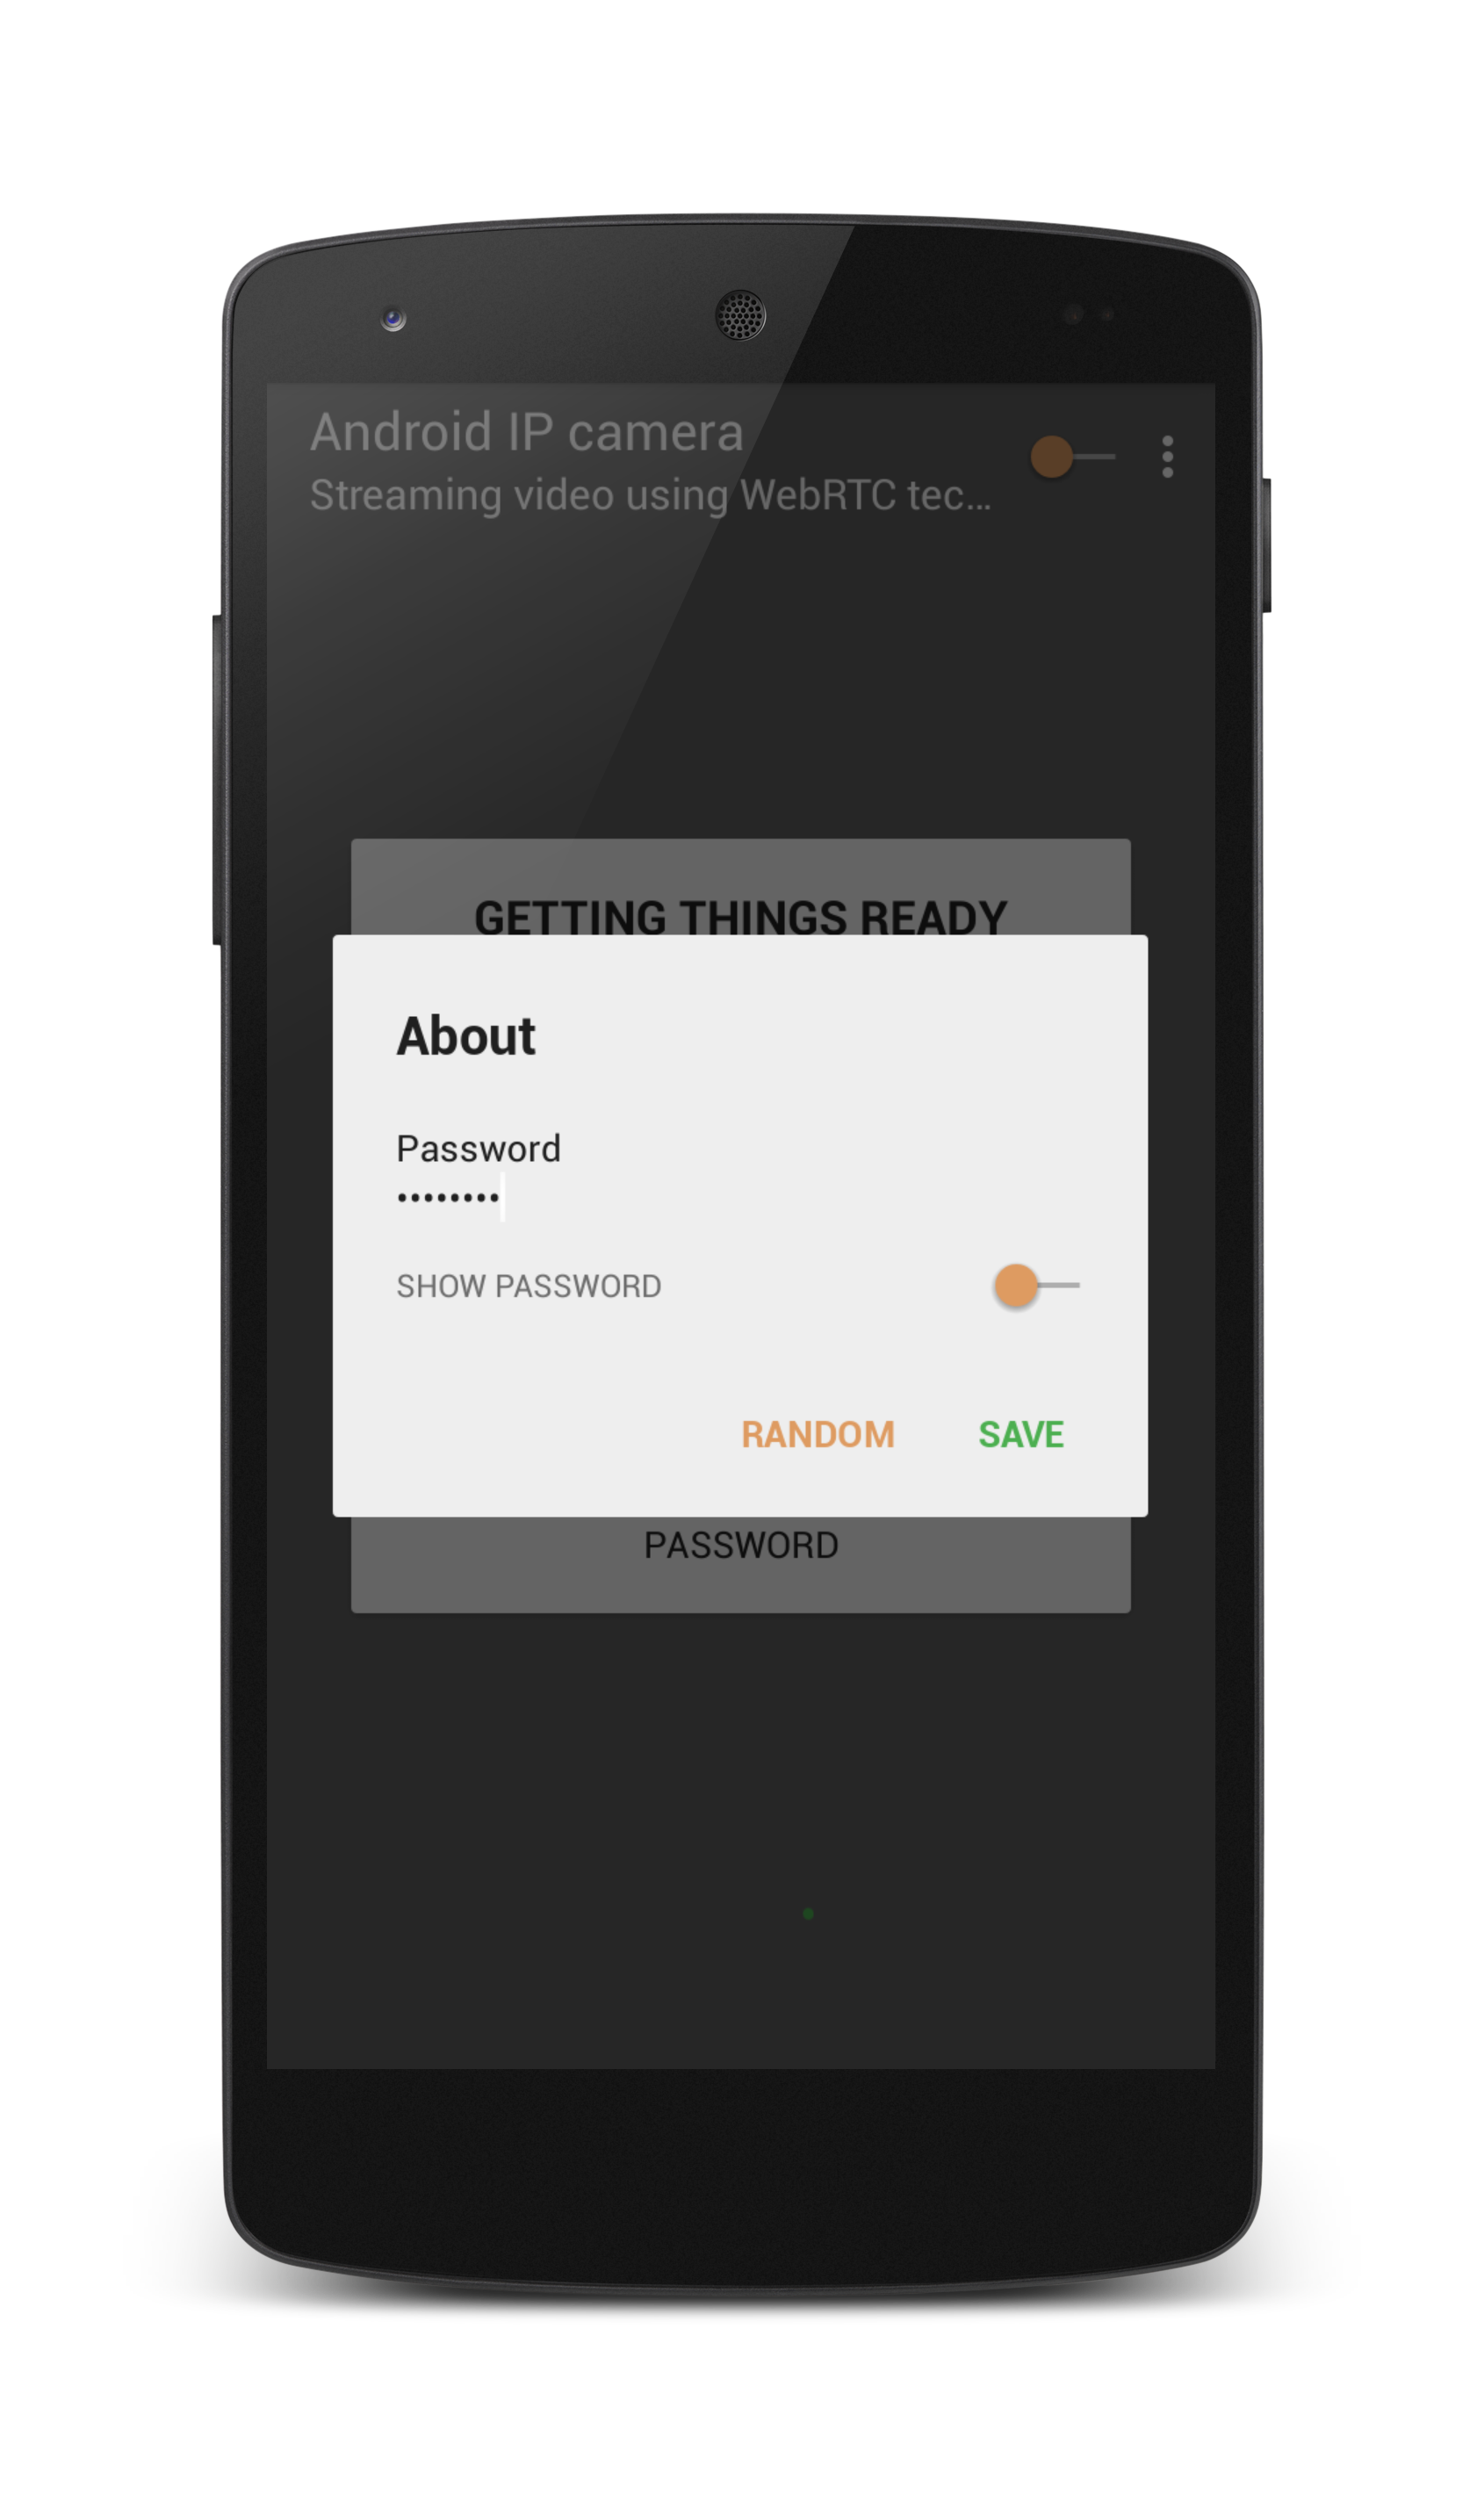 Android IP camera
Streaming video using WebRTC tec...
GETTING THINGS READY
About
Password
••••••••
SHOW PASSWORD
RANDOM SAVE
PASSWORD